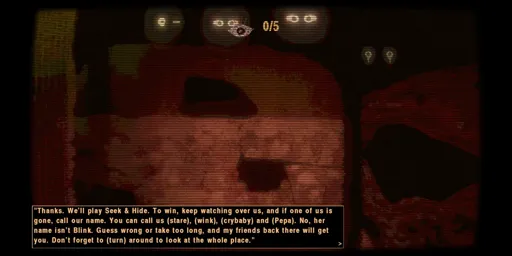 0/5
"Thanks. We'll play Seek & Hide. To win, keep watching over us, and if one of us is
gone, call our name. You can call us (stare), (wink), (crybaby) and (Pepa). No, her
name isn't Blink. Guess wrong or take too long, and my friends back there will get
you. Don't forget to (turn) around to look at the whole place."
>